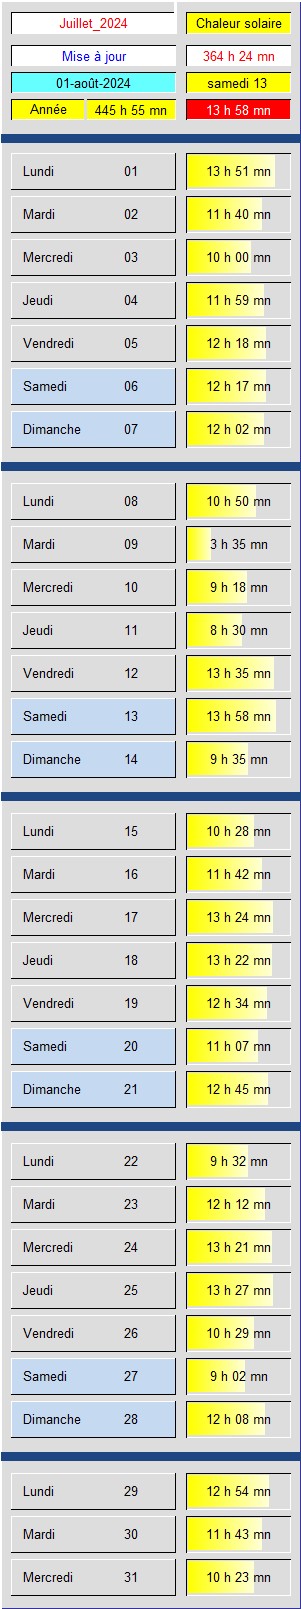 Juillet_2024 Chaleur solaire
Mise à jour 364 h 24 mn
01-août-2024 samedi 13
Année 445 h 55 mn 13 h 58 mn
Lundi 01 13 h 51 mn
Mardi 02 11 h 40 mn
Mercredi 03 10 h 00 mn
Jeudi 04 11 h 59 mn
Vendredi 05 12 h 18 mn
Samedi 06 12 h 17 mn
Dimanche 07 12 h 02 mn
Lundi 08 10 h 50 mn
Mardi 09 3 h 35 mn
Mercredi 10 9 h 18 mn
Jeudi 11 8 h 30 mn
Vendredi 12 13 h 35 mn
Samedi 13 13 h 58 mn
Dimanche 14 9 h 35 mn
Lundi 15 10 h 28 mn
Mardi 16 11 h 42 mn
Mercredi 17 13 h 24 mn
Jeudi 18 13 h 22 mn
Vendredi 19 12 h 34 mn
Samedi 20 11 h 07 mn
Dimanche 21 12 h 45 mn
Lundi 22 9 h 32 mn
Mardi 23 12 h 12 mn
Mercredi 24 13 h 21 mn
Jeudi 25 13 h 27 mn
Vendredi 26 10 h 29 mn
Samedi 27 9 h 02 mn
Dimanche 28 12 h 08 mn
Lundi 29 12 h 54 mn
Mardi 30 11 h 43 mn
Mercredi 31 10 h 23 mn